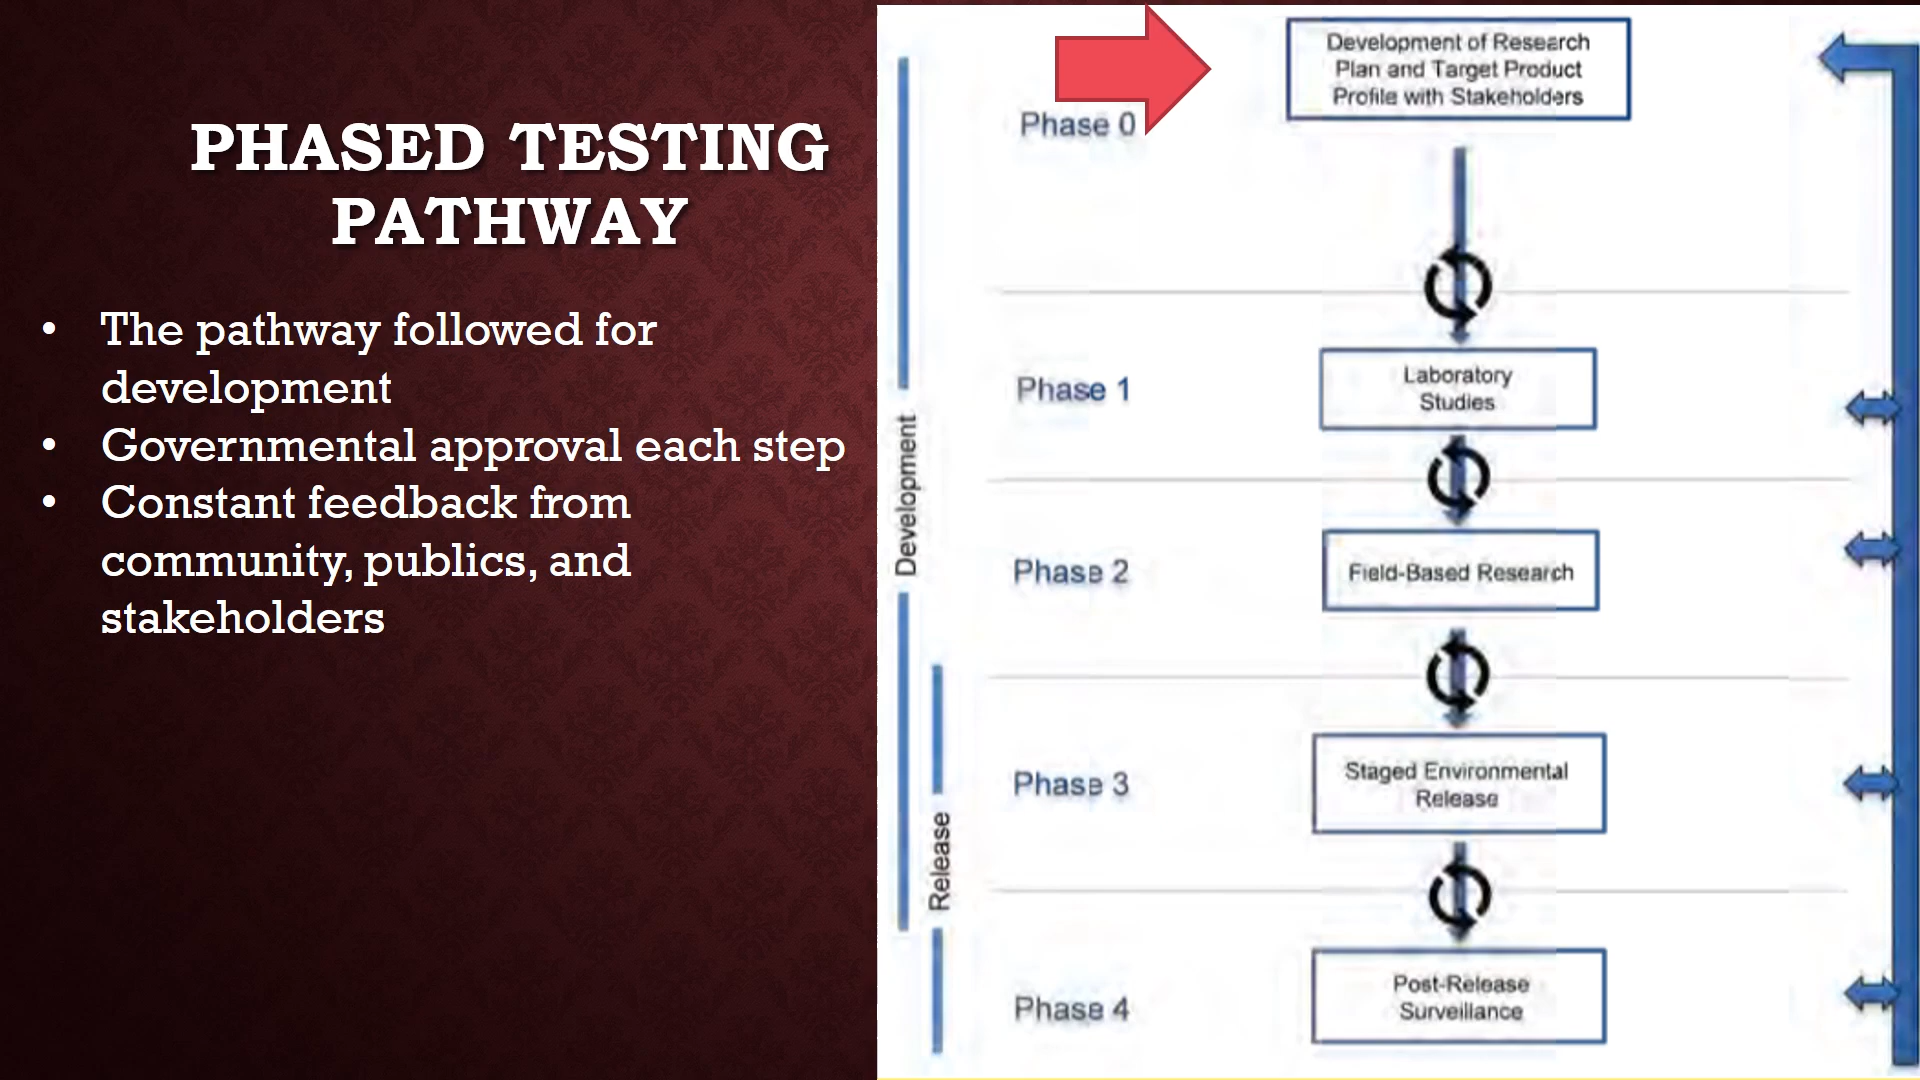 PHASED TESTING
PATHWAY
• The pathway followed for
development
• Governmental approval each step
• Constant feedback from
community, publics, and
stakeholders
Development
Release
Phase 0
Development of Research
Plan and Target Product
Profile with Stakeholders
Phase 1
Laboratory
Studies
Phase 2
Field-Based Research
Phase 3
Staged Environmental
Release
Phase 4
Post-Release
Surveillance